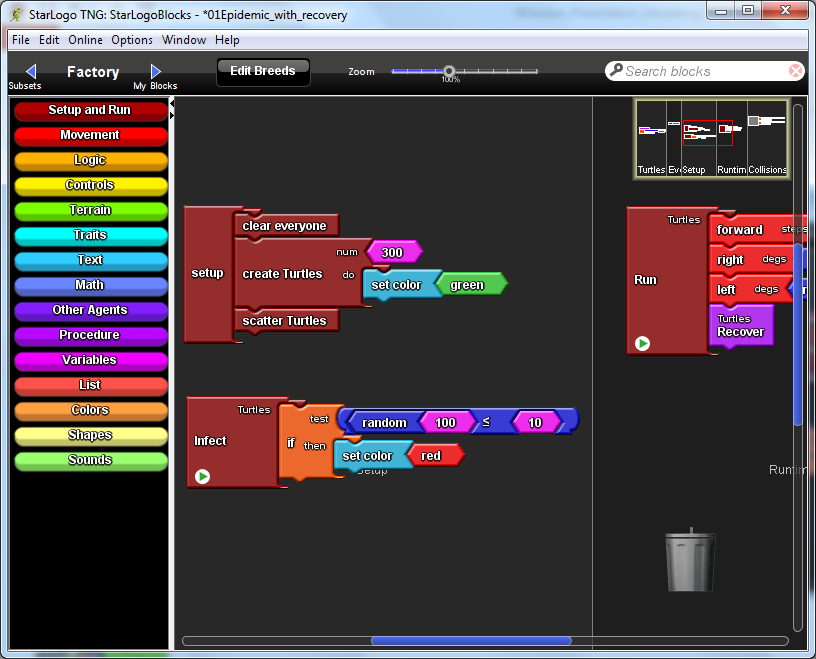 StarLogo TNG: StarLogoBlocks - *01Epidemic_with_recovery
File Edit Online Options Window Help
Subsets
Factory
My Blocks
Edit Breeds
Zoom
100%
Search blocks
Setup and Run
Movement
Logic
Controls
Terrain
Traits
Text
Math
Other Agents
Procedure
Variables
List
Colors
Shapes
Sounds
setup
clear everyone
create Turtles
num
300
do
set color
green
scatter Turtles
Infect
Turtles
if
test
random
100
≤
10
then
set color
red
Setup
Turtles
Setup
Runtim
Collisions
Run
Turtles
forward
steps
right
degs
left
degs
Turtles
Recover
Runtim